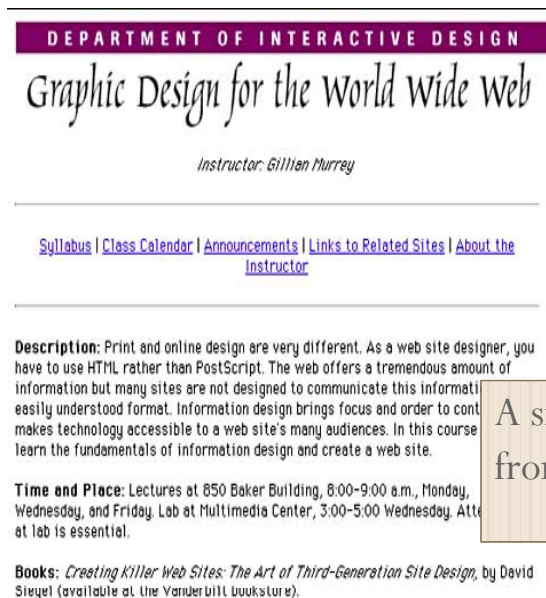 DEPARTMENT OF INTERACTIVE DESIGN
Graphic Design for the World Wide Web
Instructor: Gillian Murrey
Syllabus | Class Calendar | Announcements | Links to Related Sites | About the
Instructor
Description: Print and online design are very different. As a web site designer, you
have to use HTML rather than PostScript. The web offers a tremendous amount of
information but many sites are not designed to communicate this informati
easily understood format. Information design brings focus and order to cont
makes technology accessible to a web site's many audiences. In this course
learn the fundamentals of information design and create a web site.
A s
from
Time and Place: Lectures at 850 Baker Building, 8:00-9:00 a.m., Monday,
Wednesday, and Friday. Lab at Multimedia Center, 3:00-5:00 Wednesday. Atte
at lab is essential.
Books: Creating Killer Web Sites: The Art of Third-Generation Site Design, by David
Siegel (available at the Vanderbilt bookstore).